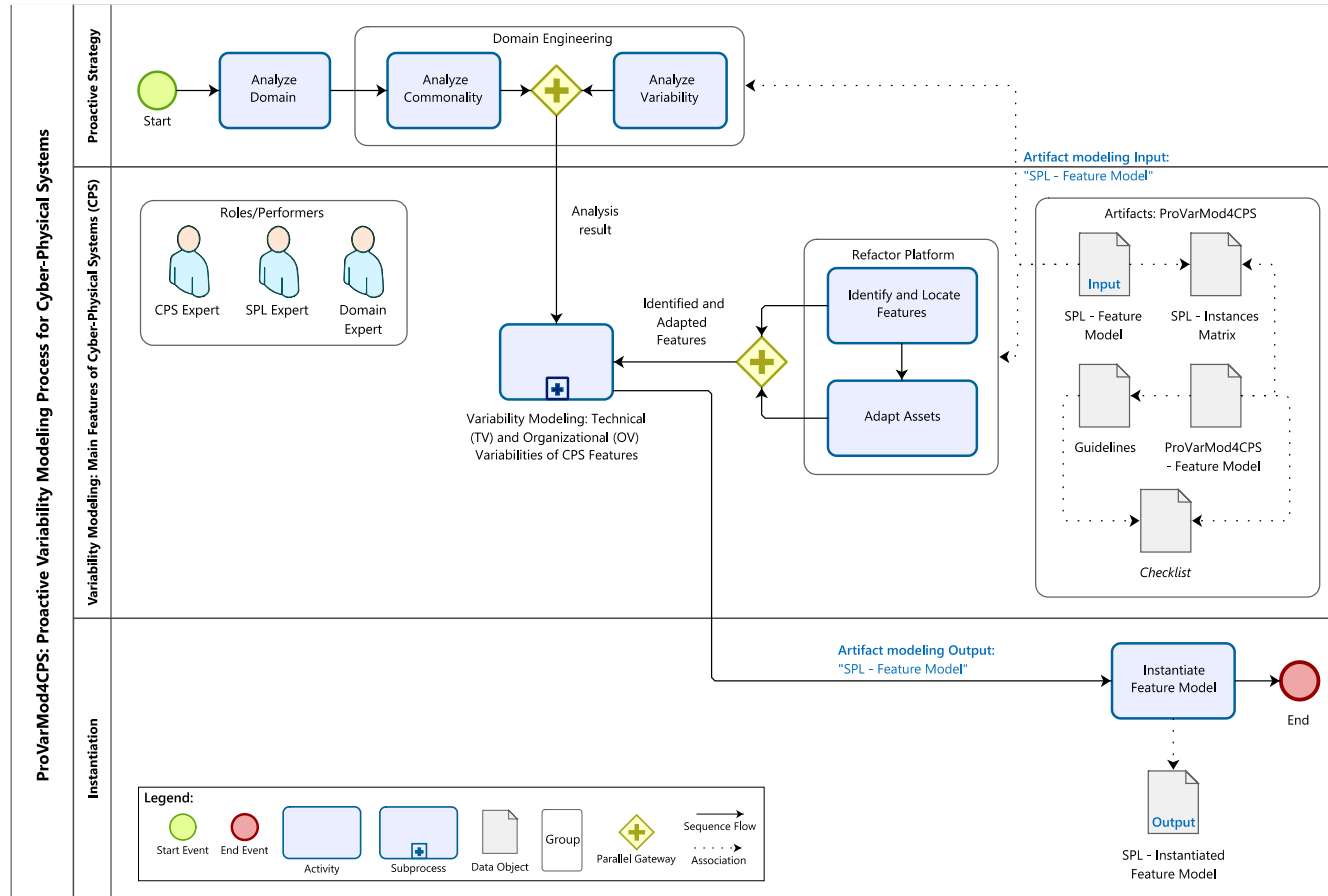 ProVarMod4CPS: Proactive Variability Modeling Process for Cyber-Physical Systems
Proactive Strategy
Start
Analyze
Domain
Domain Engineering
Analyze
Commonality
Analyze
Variability
Variability Modeling: Main Features of Cyber-Physical Systems (CPS)
Roles/Performers
CPS Expert
SPL Expert
Domain
Expert
Analysis
result
Artifact modeling Input:
"SPL - Feature Model"
Identified and
Adapted
Features
Refactor Platform
Identify and Locate
Features
Adapt Assets
Variability Modeling: Technical
(TV) and Organizational (OV)
Variabilities of CPS Features
Artifacts: ProVarMod4CPS
Input
SPL - Feature
Model
SPL - Instances
Matrix
Guidelines
ProVarMod4CPS
- Feature Model
Checklist
Instantiation
Artifact modeling Output:
"SPL - Feature Model"
Instantiate
Feature Model
End
Output
SPL - Instantiated
Feature Model
Legend:
Start Event
End Event
Activity
Subprocess
Data Object
Group
Parallel Gateway
Sequence Flow
Association